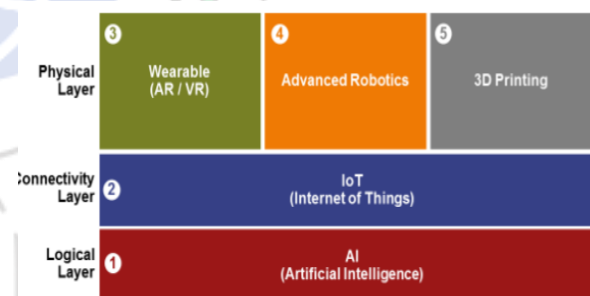 3
4
5
Physical
Layer
Wearable
(AR / VR)
Advanced Robotics
3D Printing
Connectivity
Layer
2
IoT
(Internet of Things)
Logical
Layer
1
AI
(Artificial Intelligence)